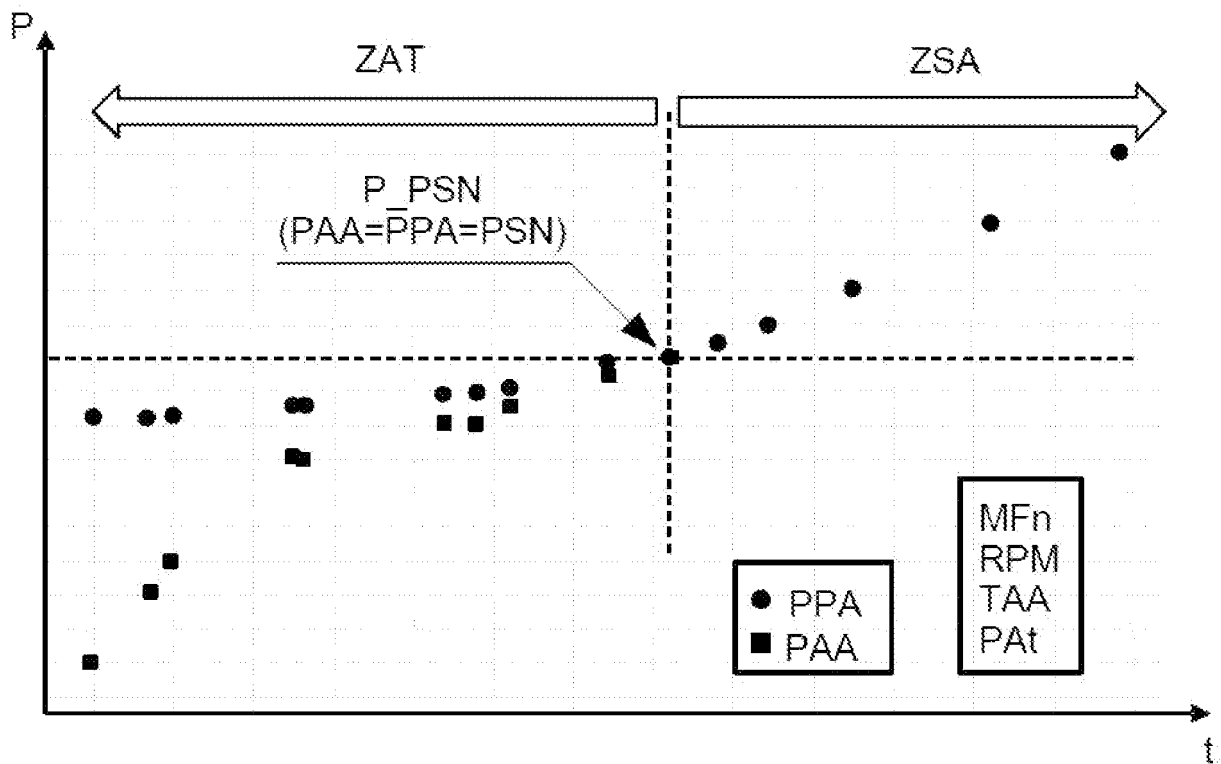 P
ZAT
ZSA
P_PSN
(PAA=PPA=PSN)
MFn
RPM
TAA
PAt
PPA
PAA
t